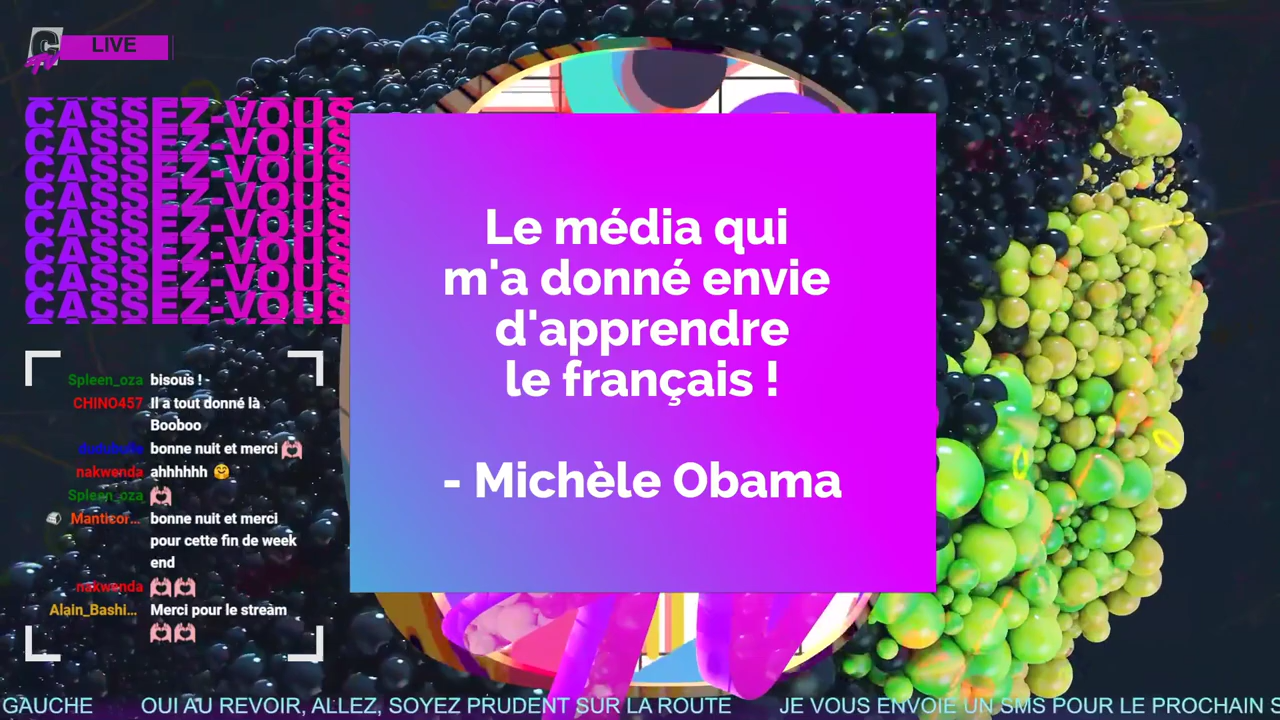 LIVE
CASSEZ-VOUS
CASSEZ-VOUS
CASSEZ-VOUS
CASSEZ-VOUS
CASSEZ-VOUS
CASSEZ-VOUS
CASSEZ-VOUS
CASSEZ-VOUS
Le média qui
m'a donné envie
d'apprendre
le français !
- Michèle Obama
Spleen_oza bisous !
CHINO457 Il a tout donné là
Booboo
dudubulle bonne nuit et merci
nakwenda ahhhhhh
Spleen_oza
Manticor... bonne nuit et merci
pour cette fin de week
end
nakwenda
Alain_Bashi... Merci pour le stream
GAUCHE OUI AU REVOIR, ALLEZ, SOYEZ PRUDENT SUR LA ROUTE JE VOUS ENVOIE UN SMS POUR LE PROCHAIN S